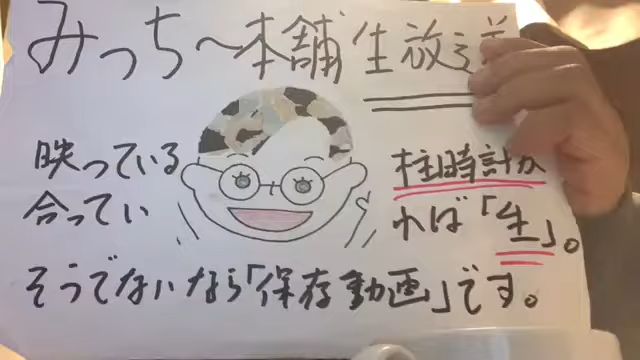 みっち～本舗生放送
映っている柱時計が
合っていれば「生」。
そうでないなら「保存動画」です。